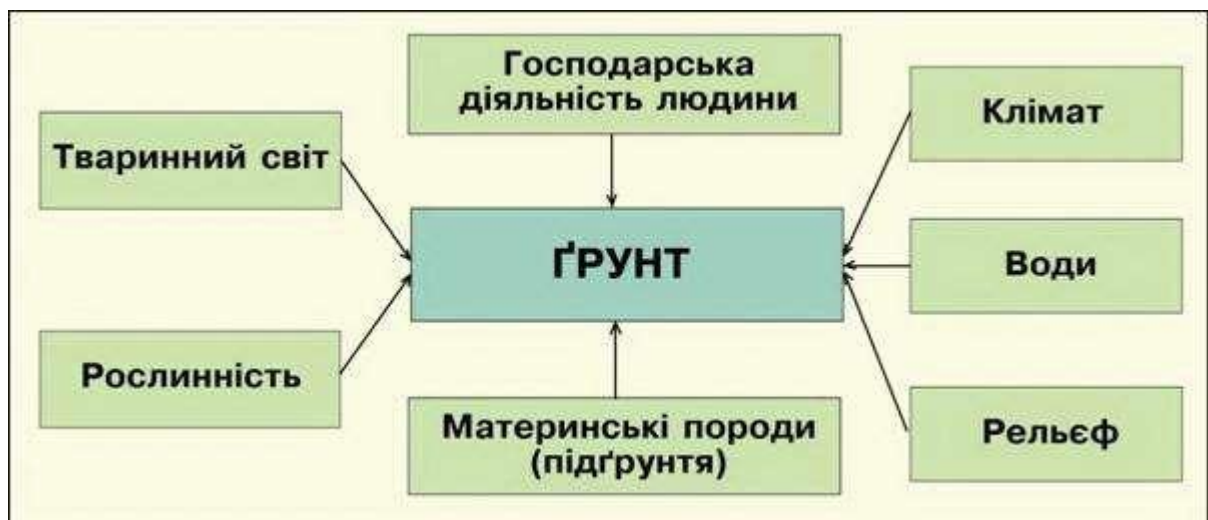 Господарська
діяльність людини
Клімат
Тваринний світ
ҐРУНТ
Води
Рослинність
Материнські породи
(підґрунтя)
Рельєф